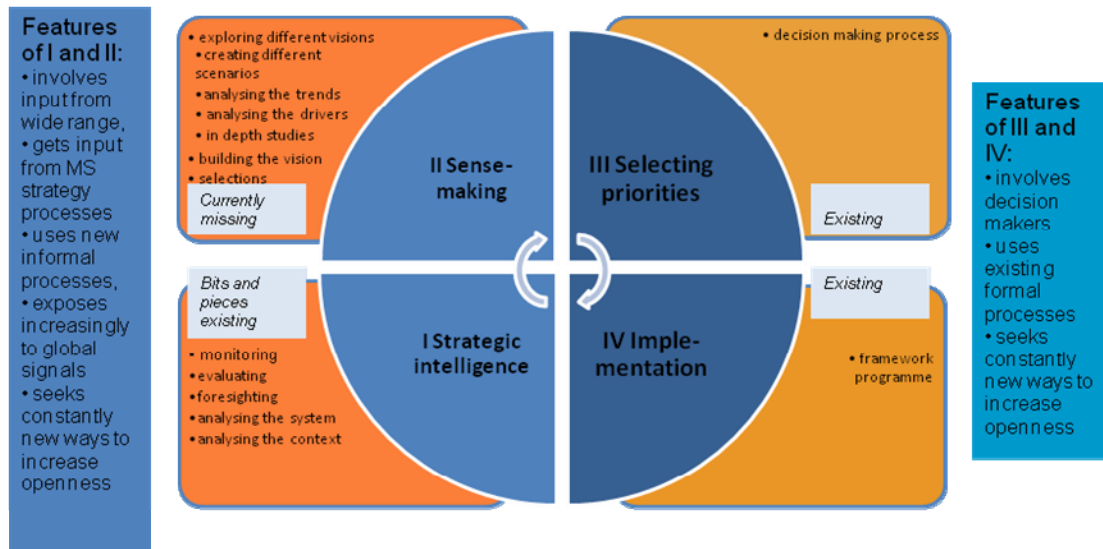 Features
of I and II:
• involves
input from
wide range,
• gets input
from MS
strategy
processes
• uses new
informal
processes,
• exposes
increasingly
to global
signals
• seeks
constantly
new ways to
increase
openness
• exploring different visions
• creating different
scenarios
• analysing the trends
• analysing the drivers
• in depth studies
• building the vision
• selections
Currently
missing
II Sense-
making
III Selecting
priorities
• decision making process
Existing
Bits and
pieces
existing
• monitoring
• evaluating
• foresighting
• analysing the system
• analysing the context
I Strategic
intelligence
IV Imple-
mentation
Existing
• framework
programme
Features
of III and
IV:
• involves
decision
makers
• uses
existing
formal
processes
• seeks
constantly
new ways to
increase
openness